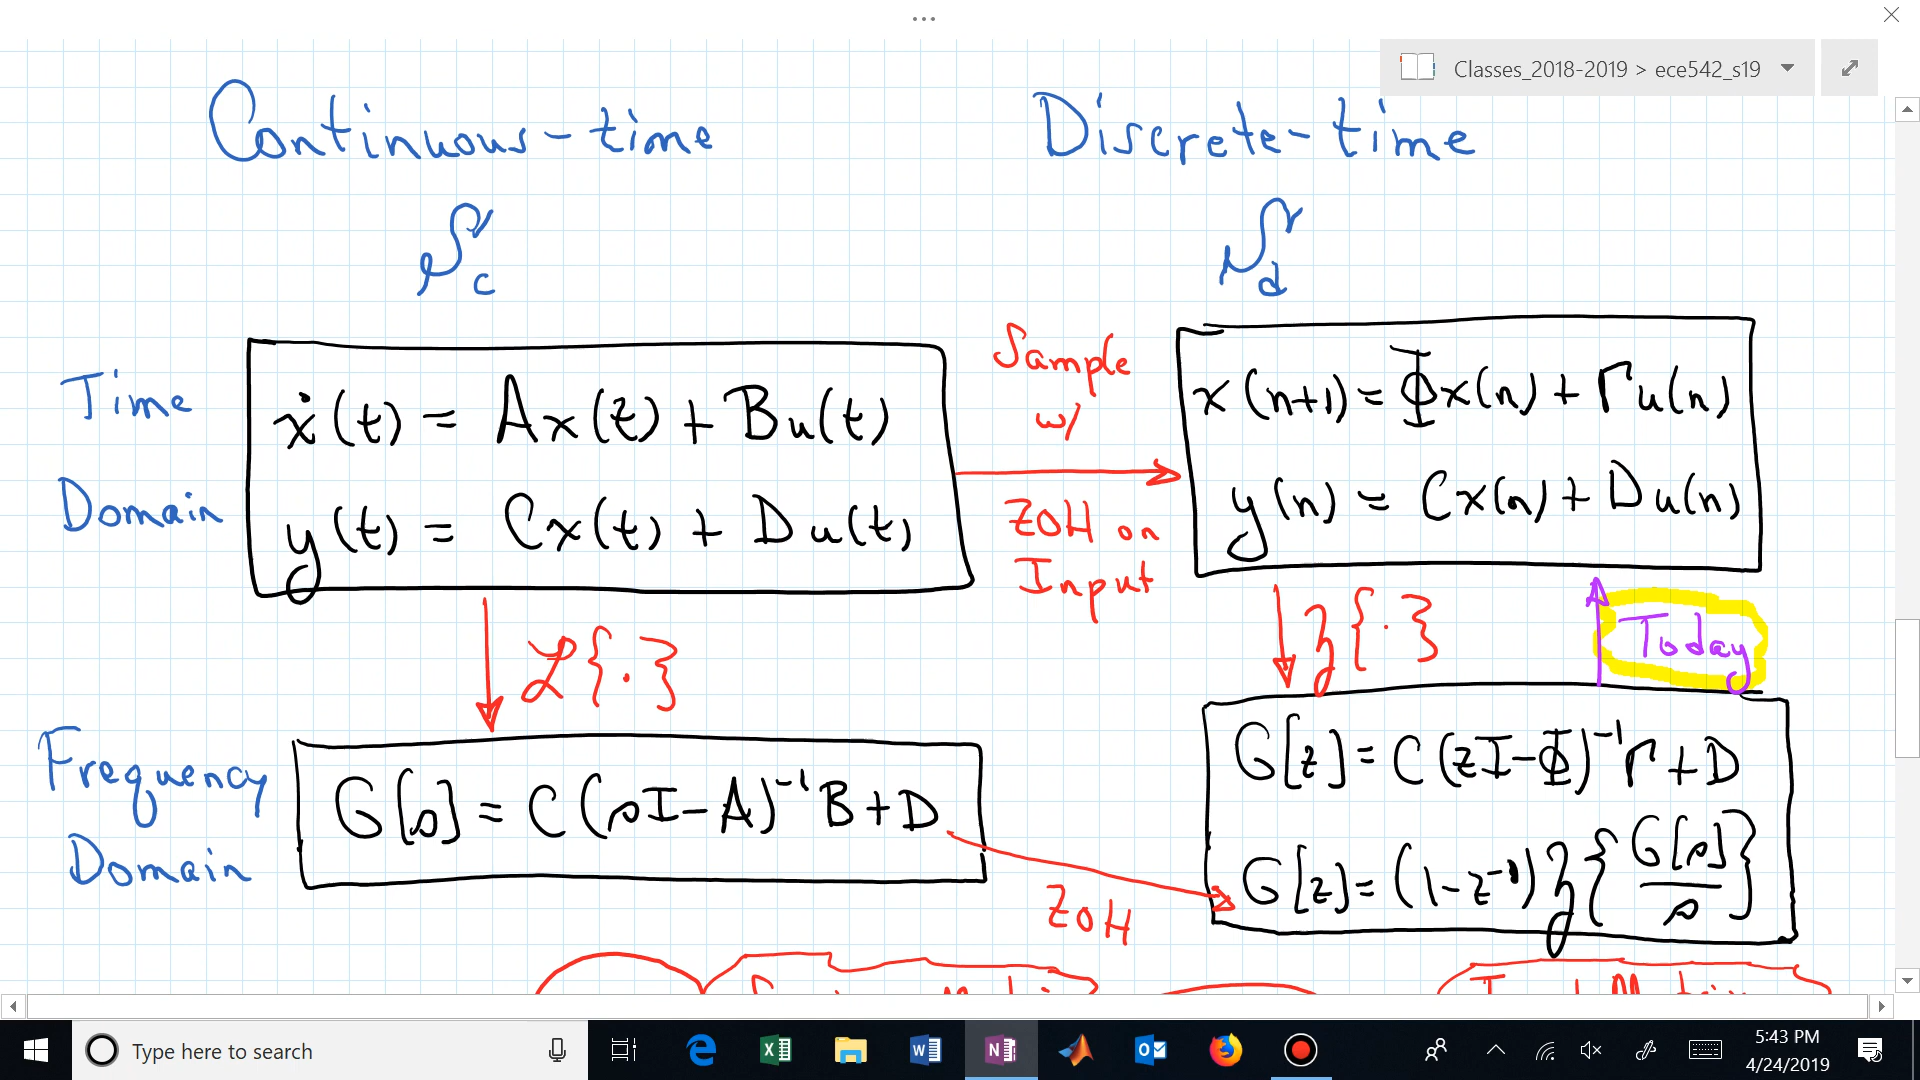 Classes_2018-2019 > ece542_s19
Continuous-time
Discrete-time
S_c
S_d
Time
Domain
ẋ(t) = Ax(t) + Bu(t)
y(t) = Cx(t) + Du(t)
Sample
w/
ZOH on
Input
x(n+1) = Φx(n) + Γu(n)
y(n) = Cx(n) + Du(n)
ℒ{·}
𝓏{·}
Today
Frequency
Domain
G[s] = C(sI-A)⁻¹B+D
ZOH
G[z] = C(zI-Φ)⁻¹Γ+D
G[z] = (1-z⁻¹)𝓏{G[s]/s}
Type here to search
5:43 PM
4/24/2019